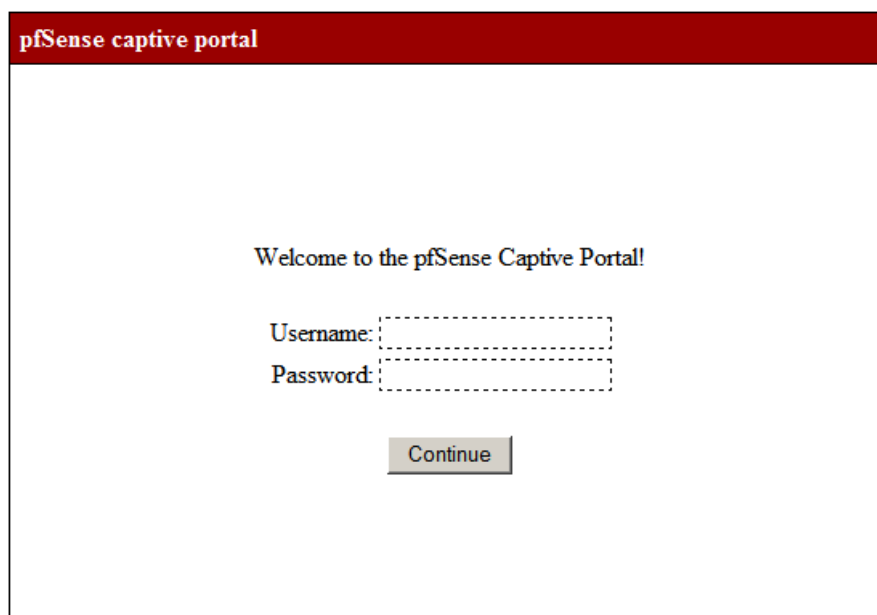 pfSense captive portal
Welcome to the pfSense Captive Portal!
Username:
Password:
Continue